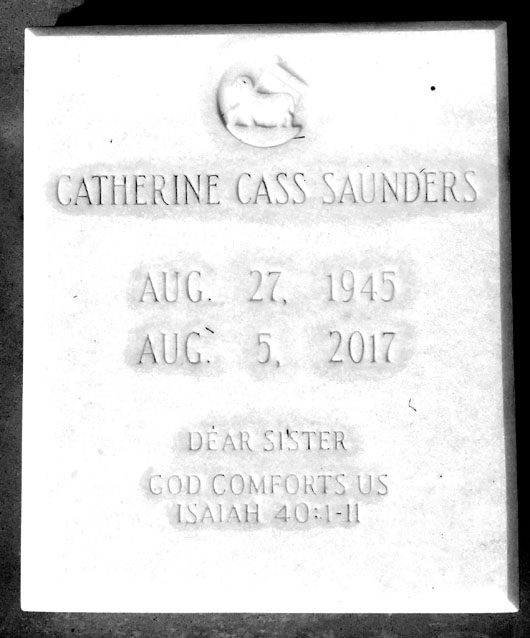 CATHERINE CASS SAUNDERS
AUG. 27, 1945
AUG. 5, 2017
DEAR SISTER
GOD COMFORTS US
ISAIAH 40:1-11